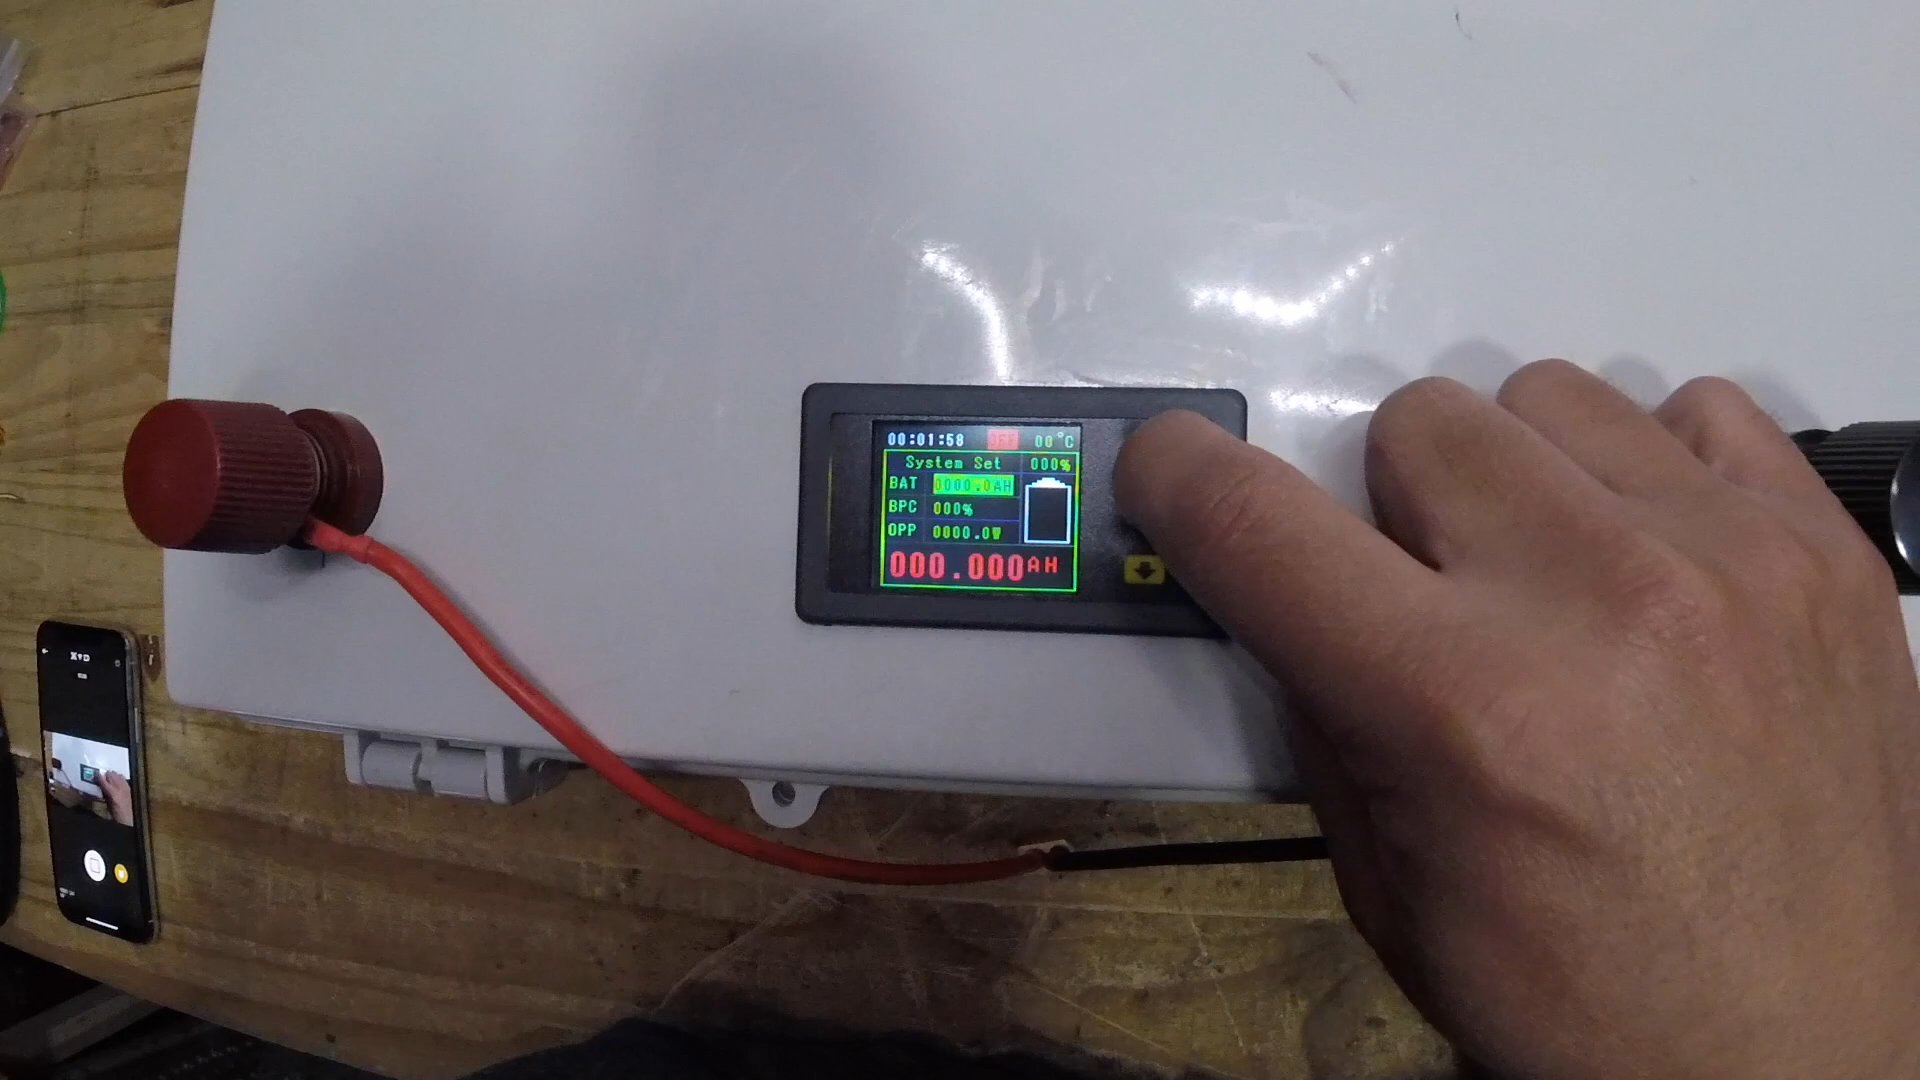 00:01:58 OFF 00°C
System Set 000%
BAT 0000.0AH
BPC 000%
OPP 0000.0W
000.000AH